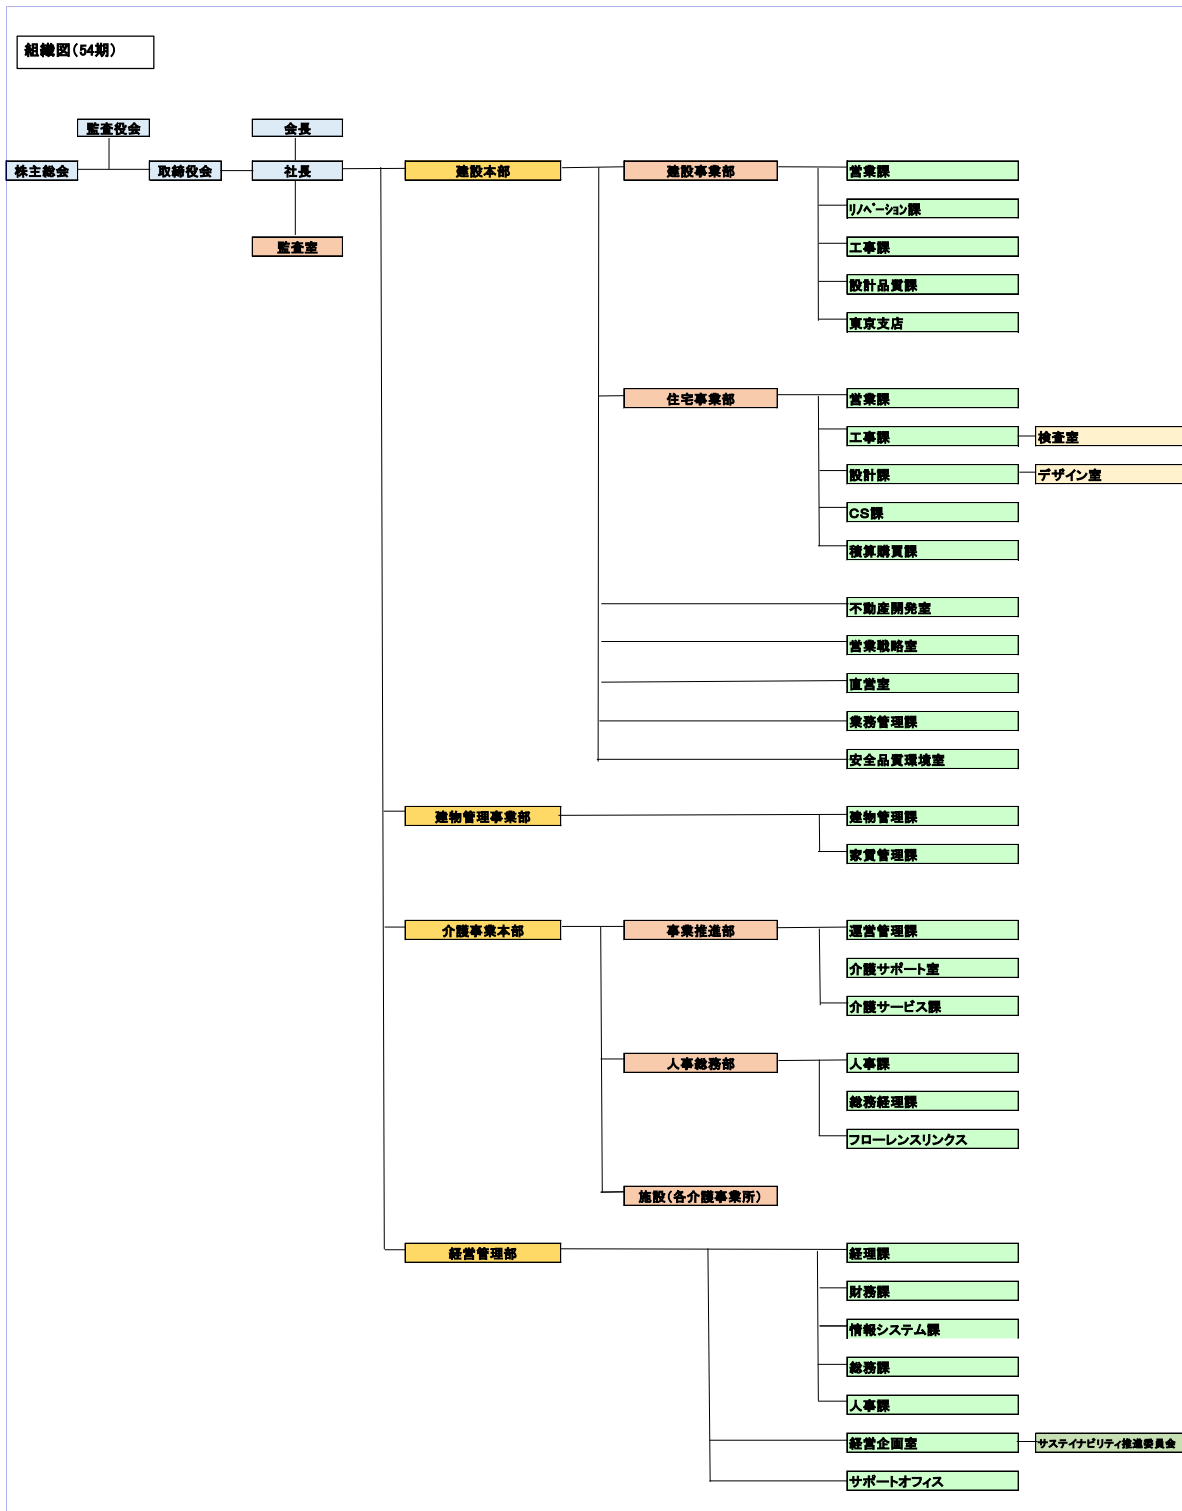 組織図(54期)
監査役会
会長
株主総会
取締役会
社長
監査室
建設本部
建設事業部
営業課
リノベーション課
工事課
設計品質課
東京支店
住宅事業部
営業課
工事課
検査室
設計課
デザイン室
CS課
積算購買課
不動産開発室
営業戦略室
直営室
業務管理課
安全品質環境室
建物管理事業部
建物管理課
家賃管理課
介護事業本部
事業推進部
運営管理課
介護サポート室
介護サービス課
人事総務部
人事課
総務経理課
フローレンスリンクス
施設(各介護事業所)
経営管理部
経理課
財務課
情報システム課
総務課
人事課
経営企画室
サステイナビリティ推進委員会
サポートオフィス